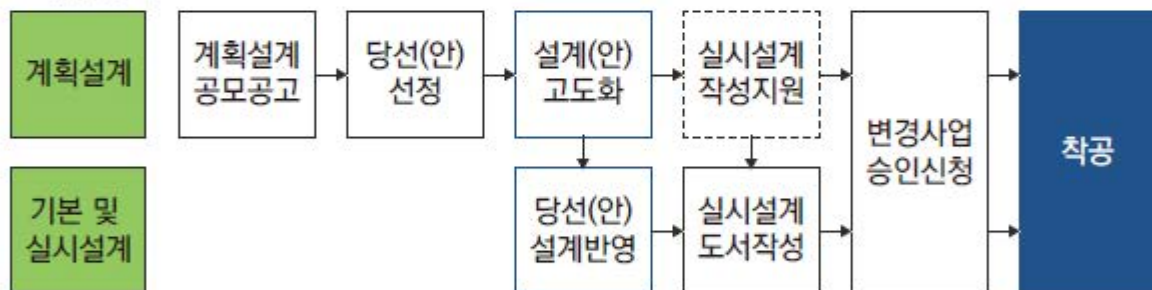 계획설계
계획설계
공모공고
당선(안)
선정
설계(안)
고도화
실시설계
작성지원
변경사업
승인신청
착공
기본 및
실시설계
당선(안)
설계반영
실시설계
도서작성